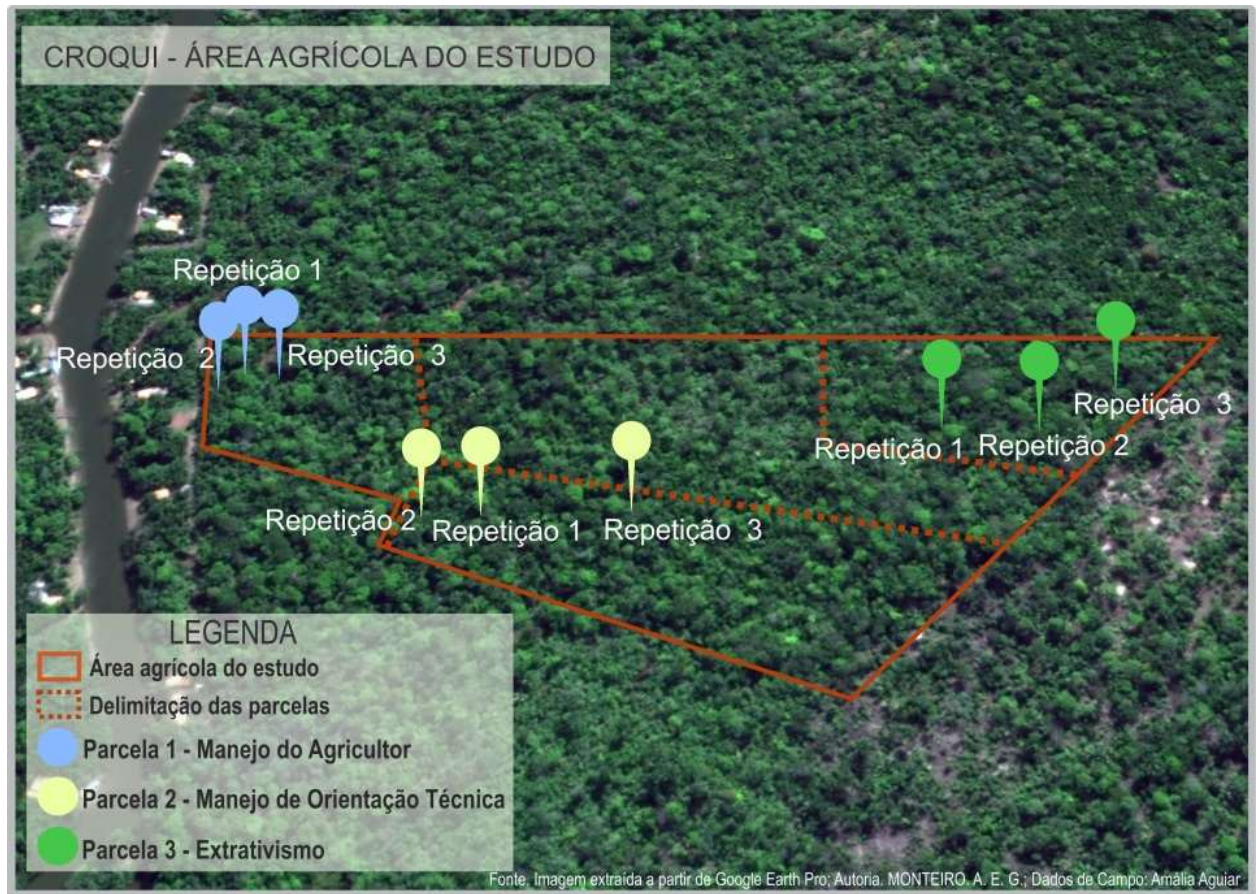 CROQUI - ÁREA AGRÍCOLA DO ESTUDO
Repetição 1
Repetição 2
Repetição 3
Repetição 3
Repetição 1
Repetição 2
Repetição 2
Repetição 1
Repetição 3
LEGENDA
Área agrícola do estudo
Delimitação das parcelas
Parcela 1 - Manejo do Agricultor
Parcela 2 - Manejo de Orientação Técnica
Parcela 3 - Extrativismo
Fonte. Imagem extraida a partir de Google Earth Pro; Autoria. MONTEIRO. A. E. G.; Dados de Campo: Amália Aguiar